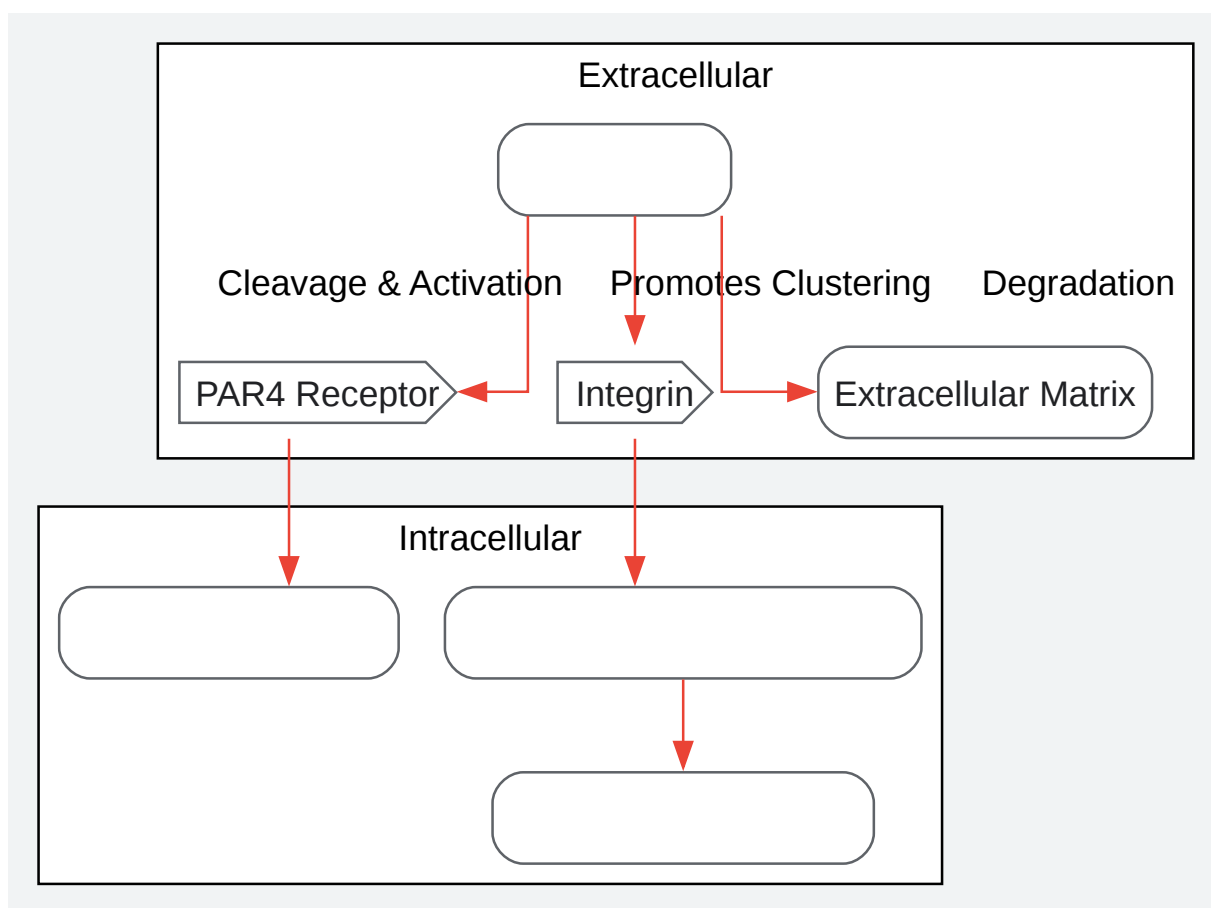 Extracellular
Cleavage & Activation
Promotes Clustering
Degradation
PAR4 Receptor
Integrin
Extracellular Matrix
Intracellular